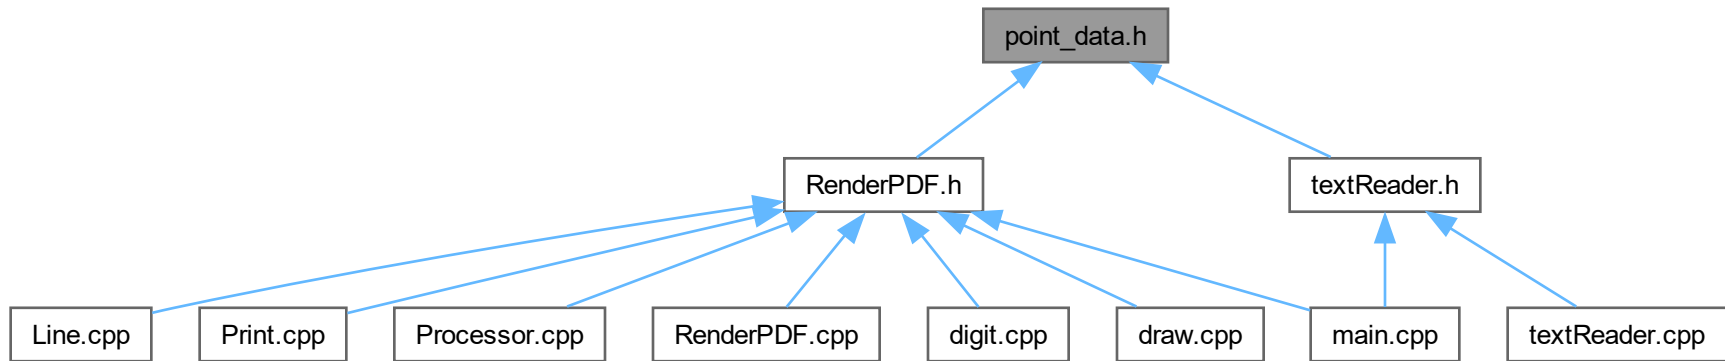 point_data.h
RenderPDF.h
textReader.h
Line.cpp
Print.cpp
Processor.cpp
RenderPDF.cpp
digit.cpp
draw.cpp
main.cpp
textReader.cpp